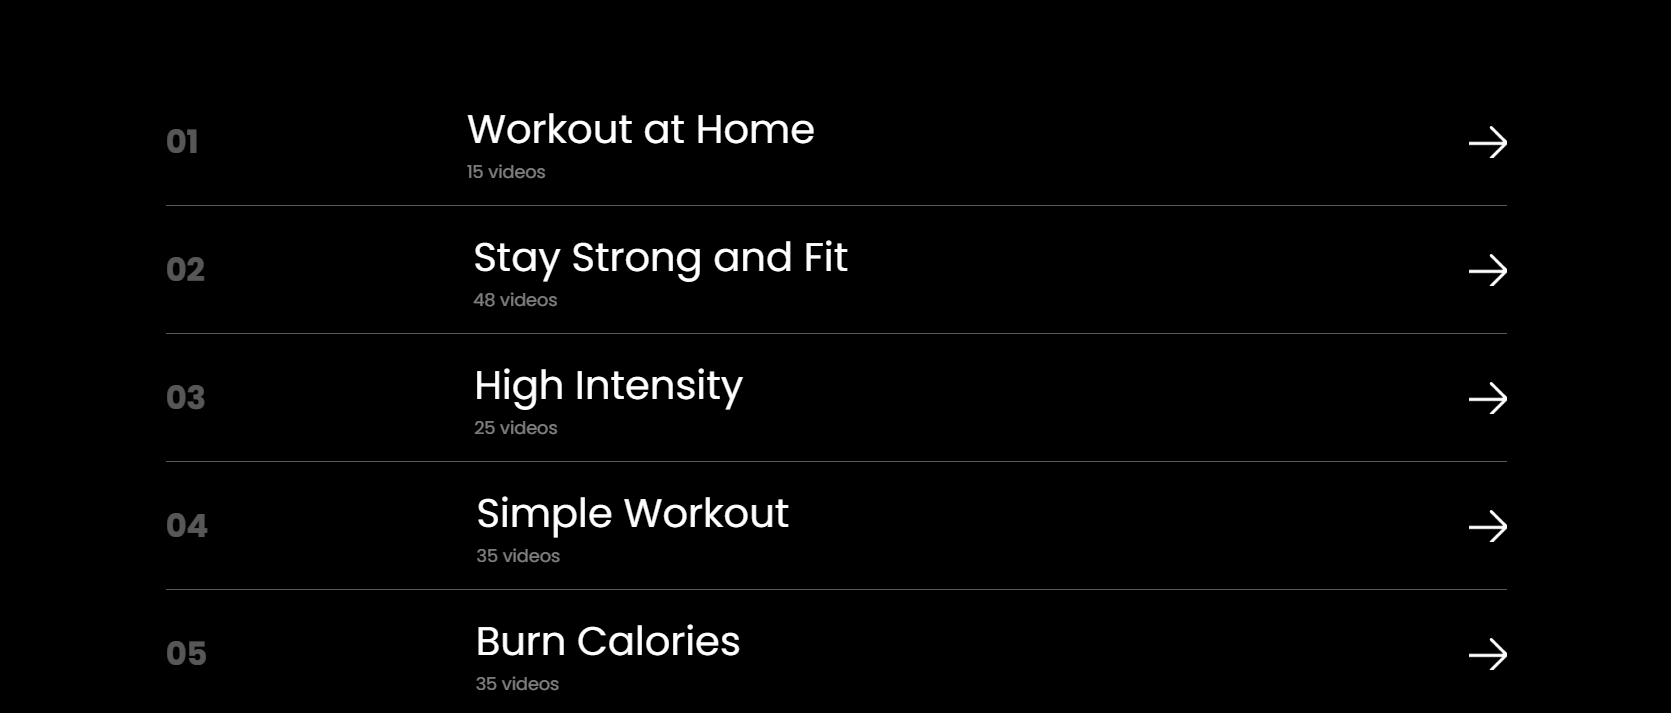 01
Workout at Home
15 videos
02
Stay Strong and Fit
48 videos
03
High Intensity
25 videos
04
Simple Workout
35 videos
05
Burn Calories
35 videos